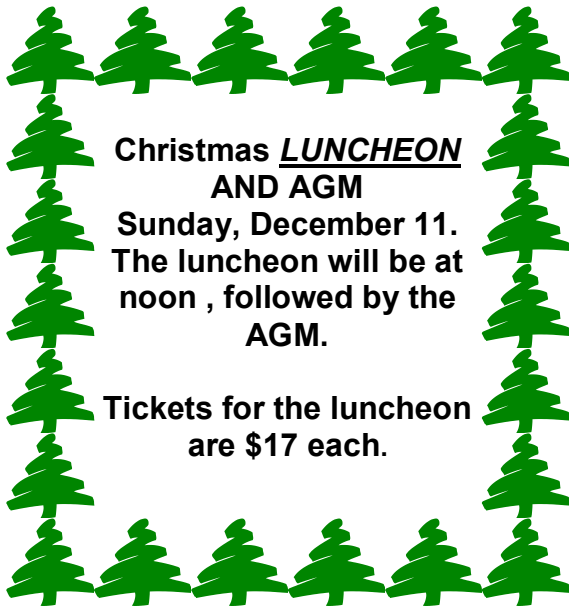 Christmas LUNCHEON
AND AGM
Sunday, December 11.
The luncheon will be at
noon , followed by the
AGM.
Tickets for the luncheon
are $17 each.